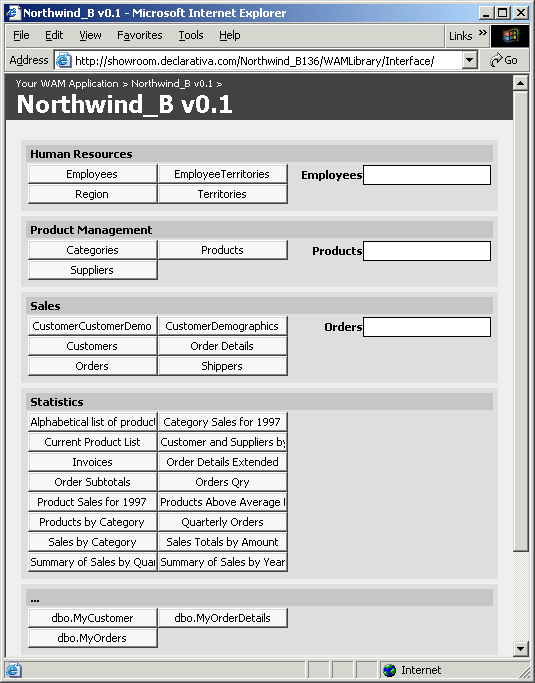 Northwind_B v0.1 - Microsoft Internet Explorer
File Edit View Favorites Tools Help Links »
Address http://showroom.declarativa.com/Northwind_B136/WAMLibrary/Interface/ Go
Your WAM Application > Northwind_B v0.1 >
Northwind_B v0.1
Human Resources
Employees EmployeeTerritories Employees
Region Territories
Product Management
Categories Products Products
Suppliers
Sales
CustomerCustomerDemo CustomerDemographics Orders
Customers Order Details
Orders Shippers
Statistics
Alphabetical list of product Category Sales for 1997
Current Product List Customer and Suppliers by
Invoices Order Details Extended
Order Subtotals Orders Qry
Product Sales for 1997 Products Above Average
Products by Category Quarterly Orders
Sales by Category Sales Totals by Amount
Summary of Sales by Quar Summary of Sales by Year
...
dbo.MyCustomer dbo.MyOrderDetails
dbo.MyOrders
Internet